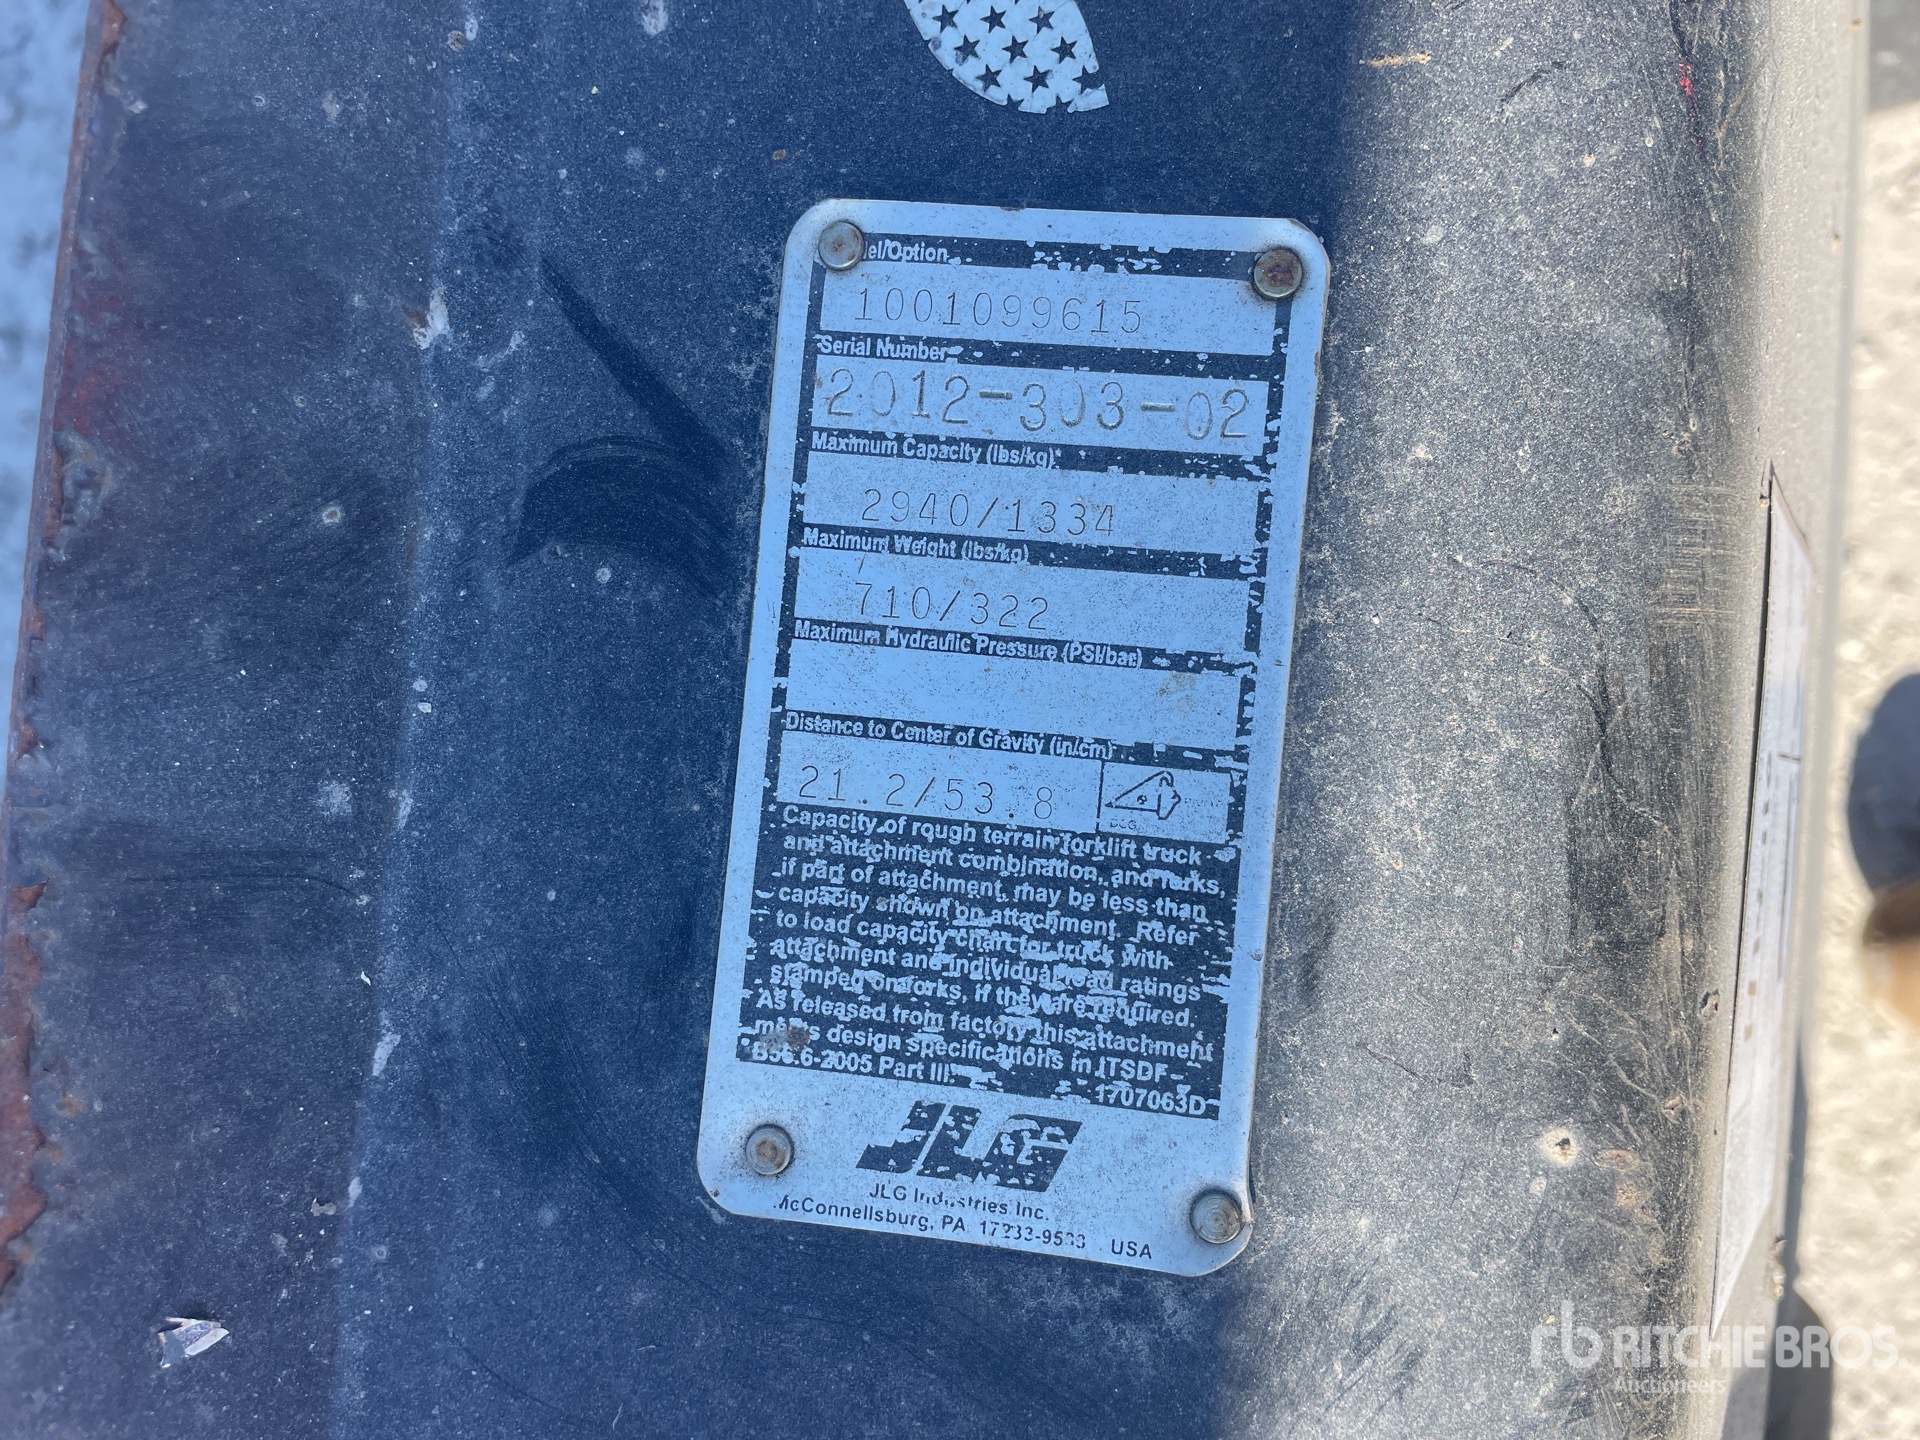 el/Option
1001099615
Serial Number
2012-303-02
Maximum Capacity (lbs/kg)
2940/1334
Maximum Weight (lbs/kg)
710/322
Maximum Hydraulic Pressure (PSI/bar)
Distance to Center of Gravity (in/cm)
21.2/53.8
DCG
Capacity of rough terrain forklift truck
and attachment combination, and forks,
if part of attachment, may be less than
capacity shown on attachment. Refer
to load capacity chart for truck with
attachment and individual load ratings
stamped on forks, if they are required.
As released from factory this attachment
meets design specifications in ITSDF
B56.6-2005 Part III.
1707063D
JLG
JLG Industries Inc.
McConnellsburg, PA 17233-9533 USA
rb RITCHIE BROS.
Auctioneers